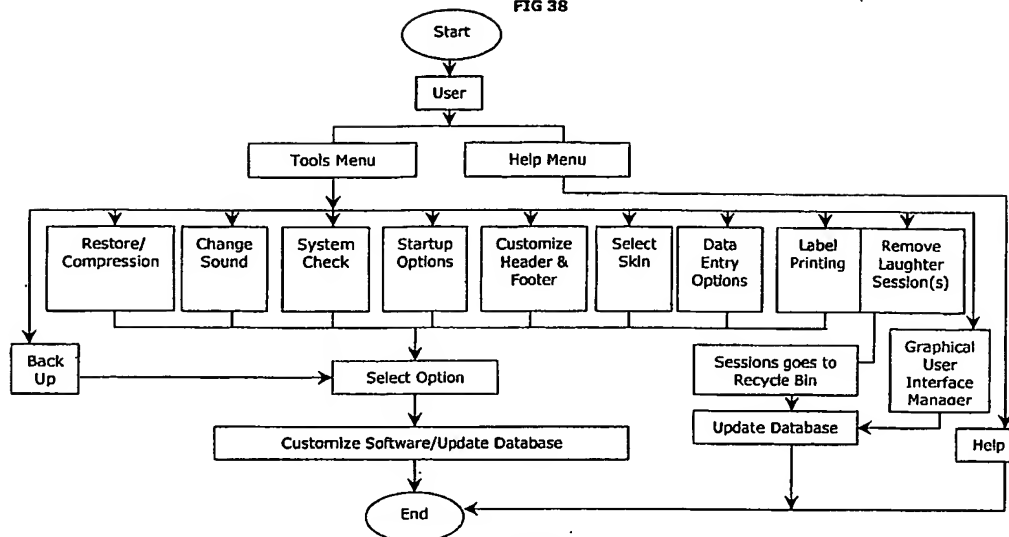 FIG 38
Start
User
Tools Menu
Help Menu
Restore/
Compression
Change
Sound
System
Check
Startup
Options
Customize
Header &
Footer
Select
Skin
Data
Entry
Options
Label
Printing
Remove
Laughter
Session(s)
Back
Up
Select Option
Sessions goes to
Recycle Bin
Graphical
User
Interface
Manager
Customize Software/Update Database
Update Database
Help
End